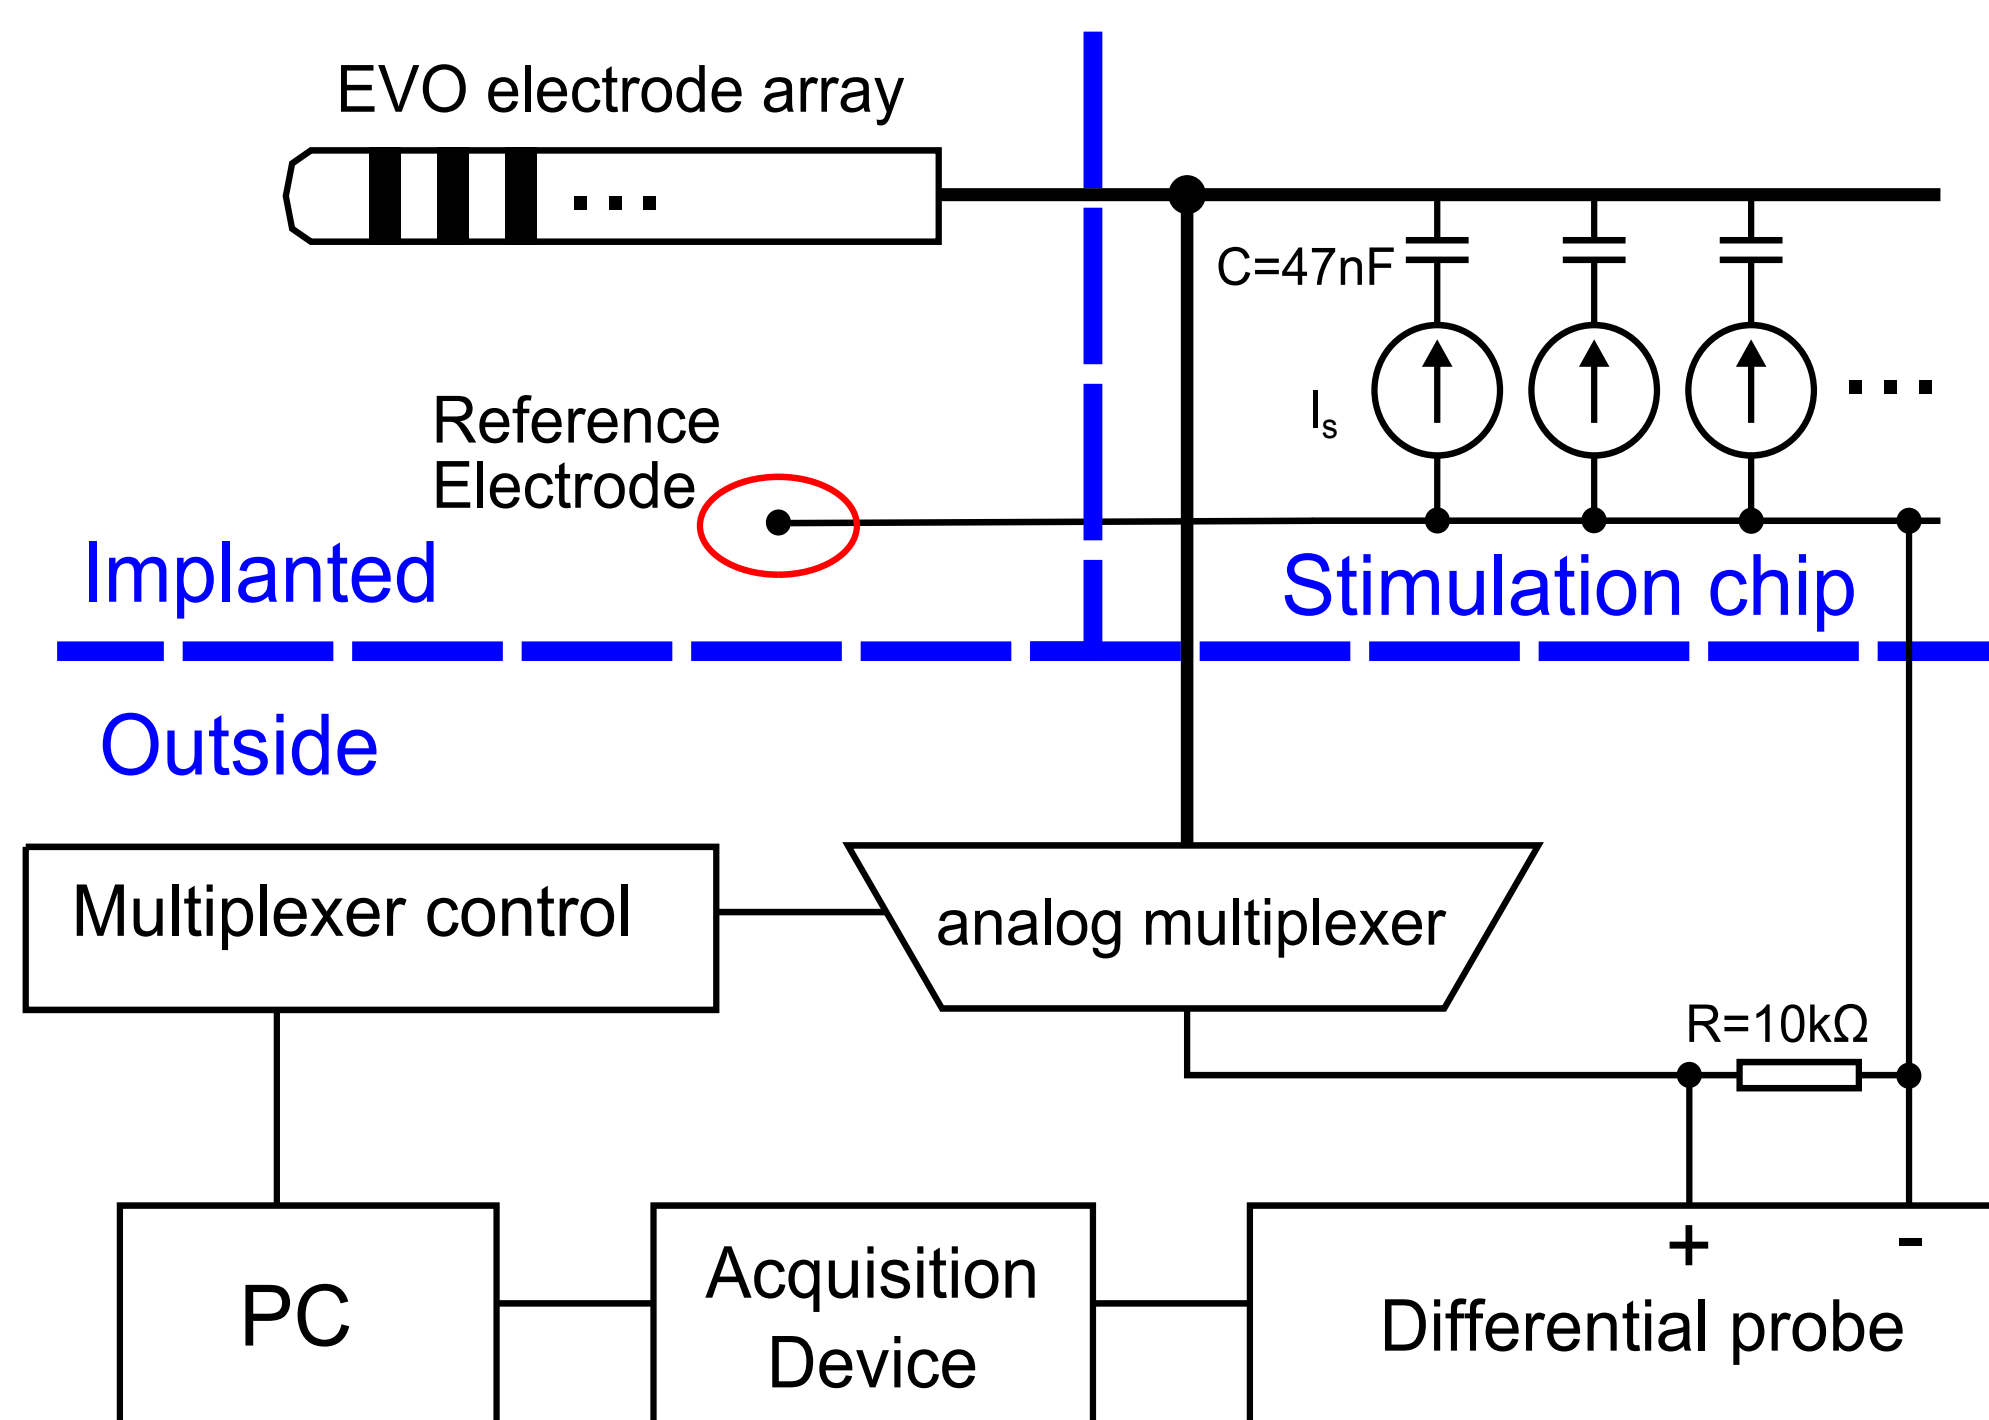 EVO electrode array
C=47nF
Is
Reference
Electrode
Implanted
Stimulation chip
Outside
Multiplexer control
analog multiplexer
R=10kΩ
+ -
PC
Acquisition
Device
Differential probe